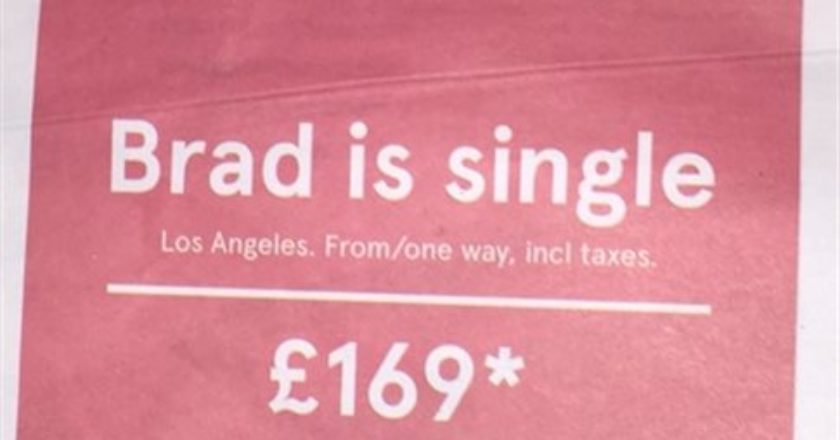 Brad is single
Los Angeles. From/one way, incl taxes.
£169*